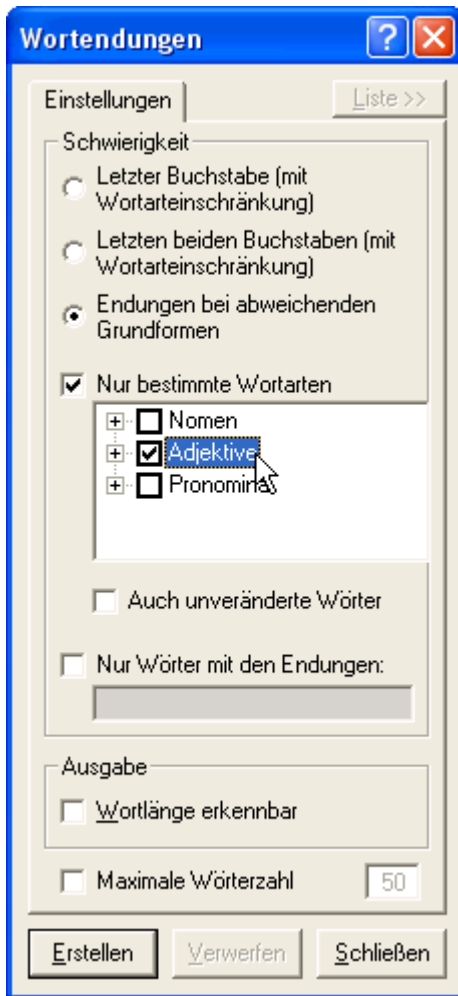 Wortendungen
Einstellungen
Liste >>
Schwierigkeit
Letzter Buchstabe (mit
Wortarteinschränkung)
Letzten beiden Buchstaben (mit
Wortarteinschränkung)
Endungen bei abweichenden
Grundformen
Nur bestimmte Wortarten
Nomen
Adjektive
Pronomina
Auch unveränderte Wörter
Nur Wörter mit den Endungen:
Ausgabe
Wortlänge erkennbar
Maximale Wörterzahl 50
Erstellen Verwerfen Schließen